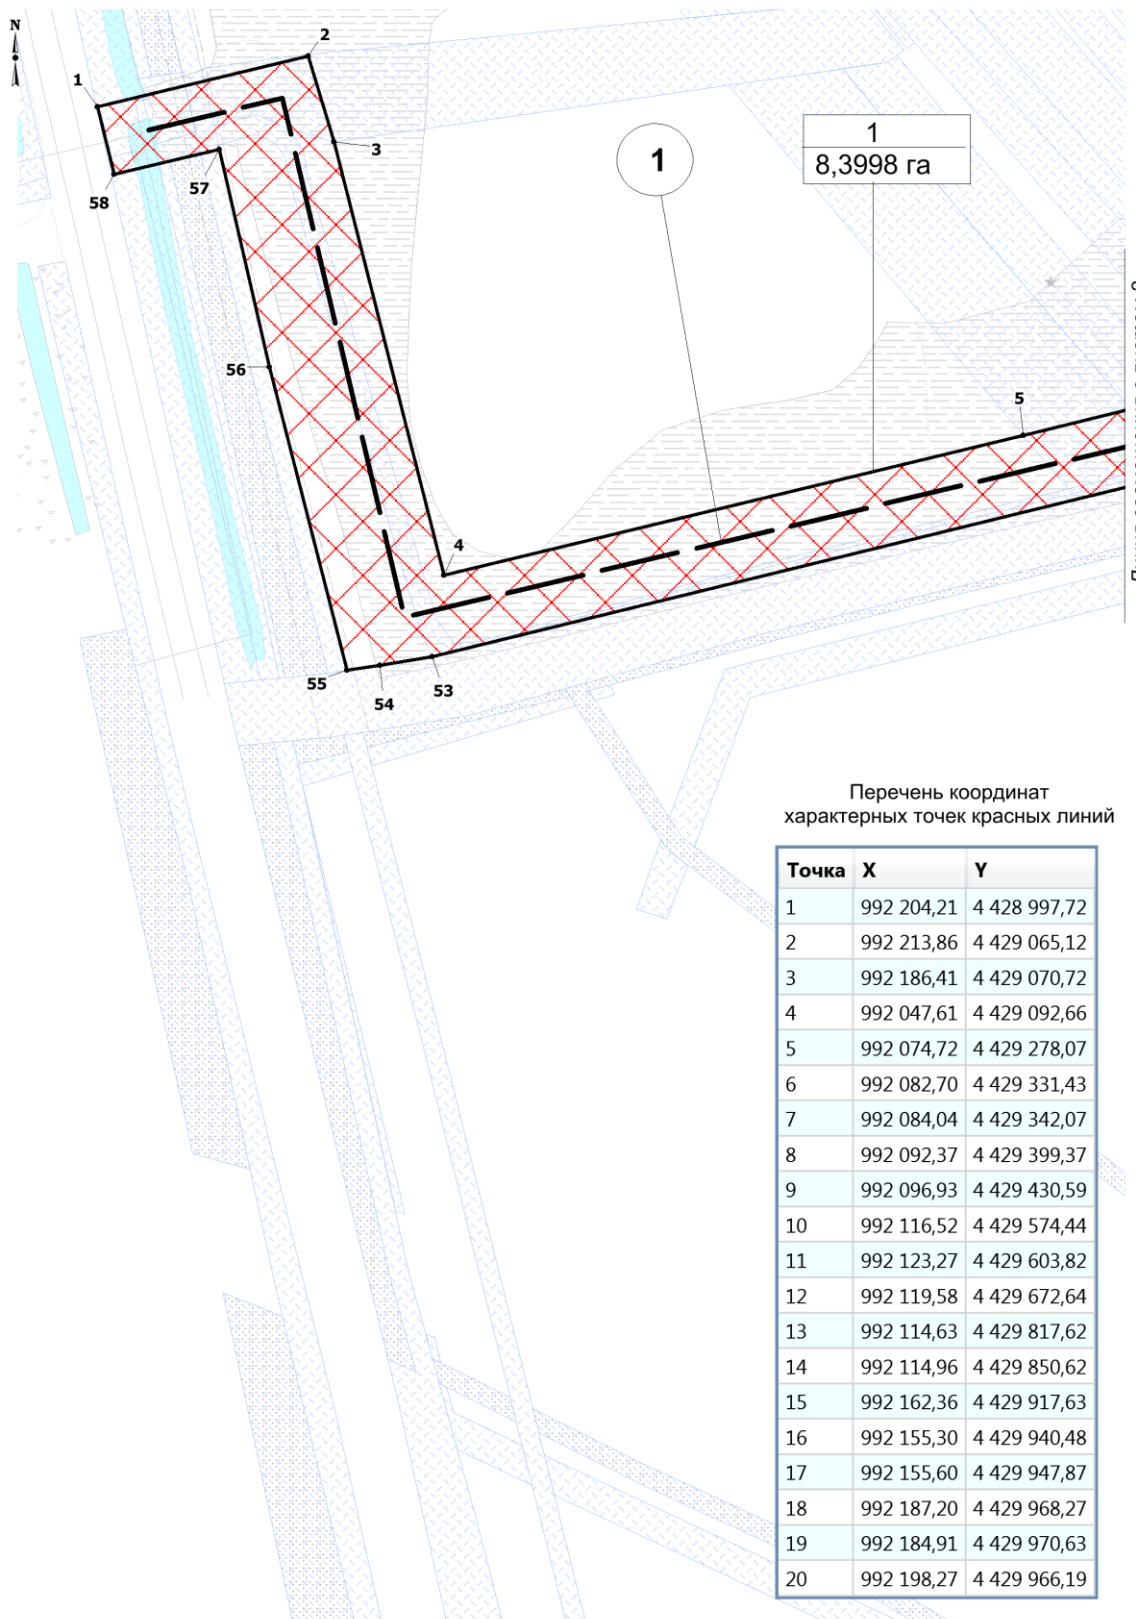 N
2
1
3
58
57
1
1
8,3998 га
56
5
4
55
54
53
Перечень координат
характерных точек красных линий
Точка X Y
1 992 204,21 4 428 997,72
2 992 213,86 4 429 065,12
3 992 186,41 4 429 070,72
4 992 047,61 4 429 092,66
5 992 074,72 4 429 278,07
6 992 082,70 4 429 331,43
7 992 084,04 4 429 342,07
8 992 092,37 4 429 399,37
9 992 096,93 4 429 430,59
10 992 116,52 4 429 574,44
11 992 123,27 4 429 603,82
12 992 119,58 4 429 672,64
13 992 114,63 4 429 817,62
14 992 114,96 4 429 850,62
15 992 162,36 4 429 917,63
16 992 155,30 4 429 940,48
17 992 155,60 4 429 947,87
18 992 187,20 4 429 968,27
19 992 184,91 4 429 970,63
20 992 198,27 4 429 966,19